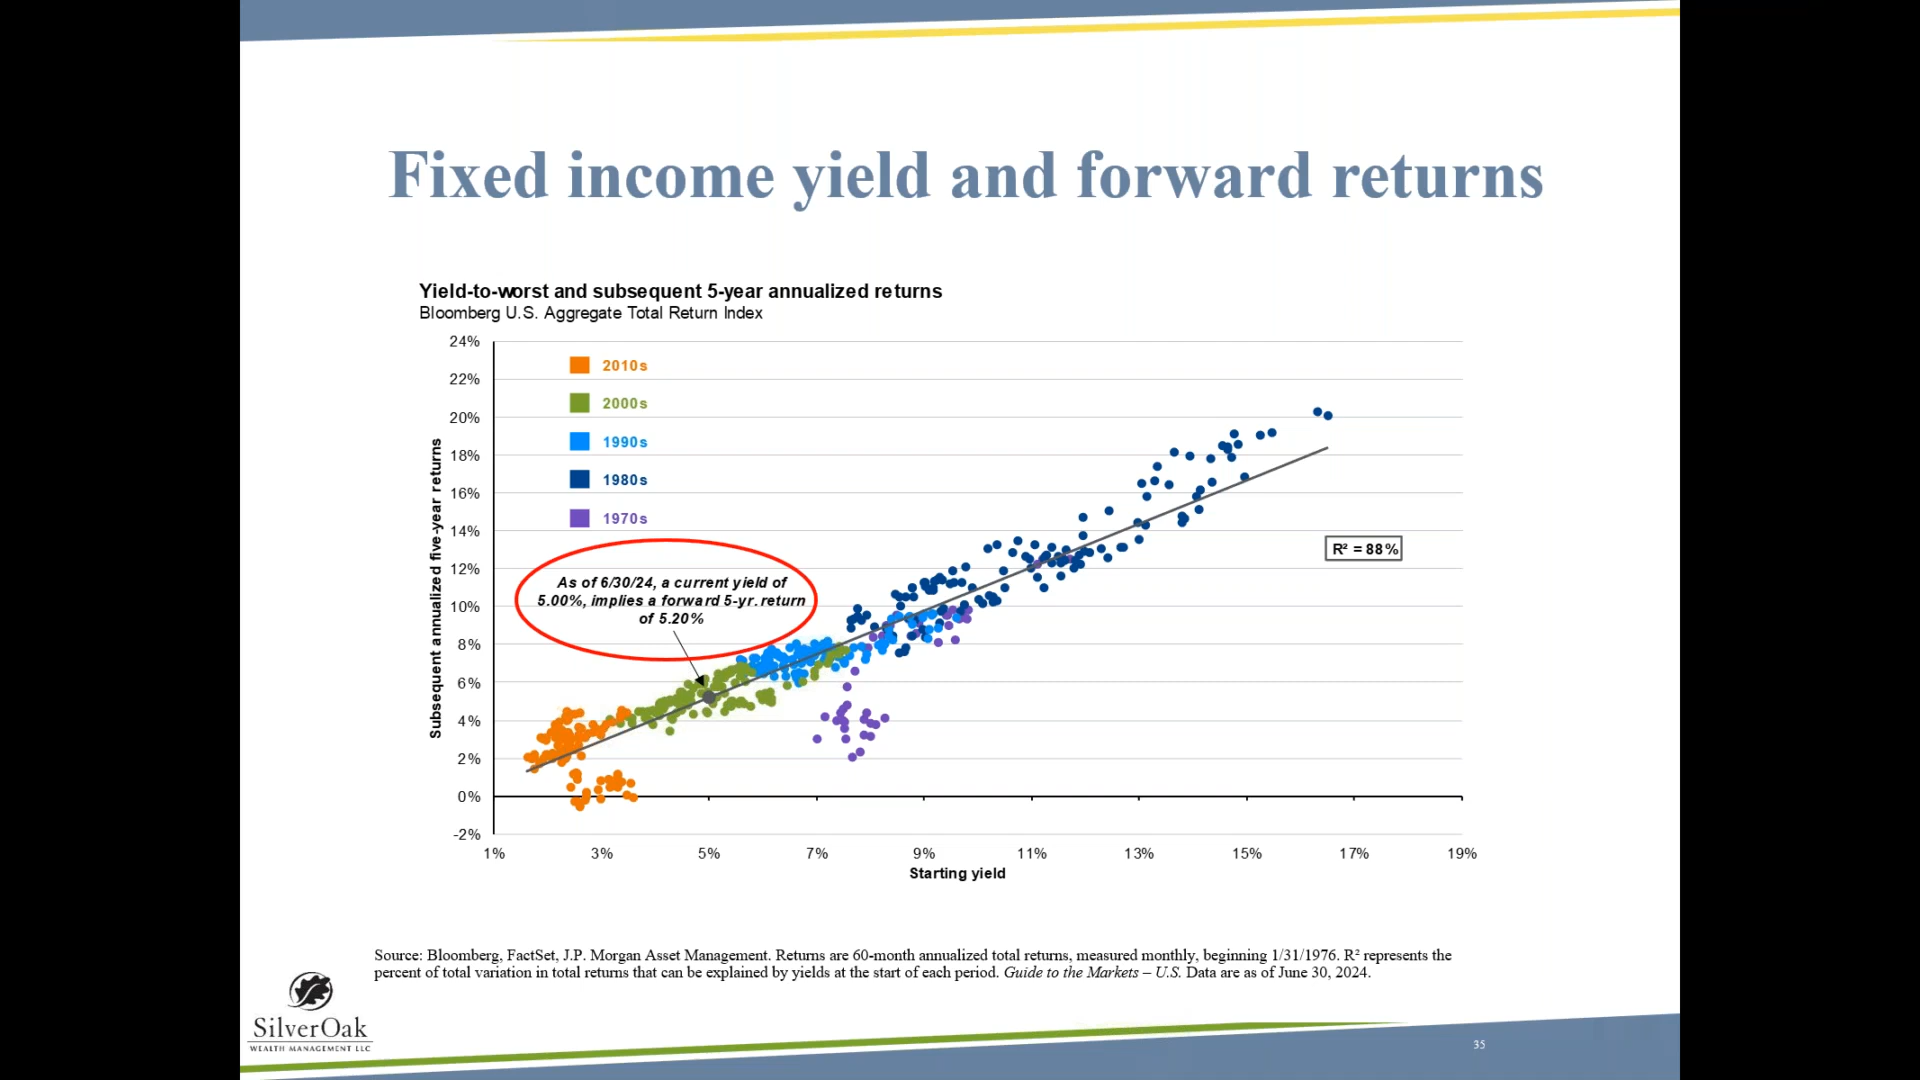 Fixed income yield and forward returns
Yield-to-worst and subsequent 5-year annualized returns
Bloomberg U.S. Aggregate Total Return Index
24%
22%
20%
18%
16%
14%
12%
10%
8%
6%
4%
2%
0%
-2%
Subsequent annualized five-year returns
2010s
2000s
1990s
1980s
1970s
As of 6/30/24, a current yield of
5.00%, implies a forward 5-yr. return
of 5.20%
R² = 88%
1% 3% 5% 7% 9% 11% 13% 15% 17% 19%
Starting yield
Source: Bloomberg, FactSet, J.P. Morgan Asset Management. Returns are 60-month annualized total returns, measured monthly, beginning 1/31/1976. R² represents the
percent of total variation in total returns that can be explained by yields at the start of each period. Guide to the Markets – U.S. Data are as of June 30, 2024.
SilverOak
WEALTH MANAGEMENT LLC
35